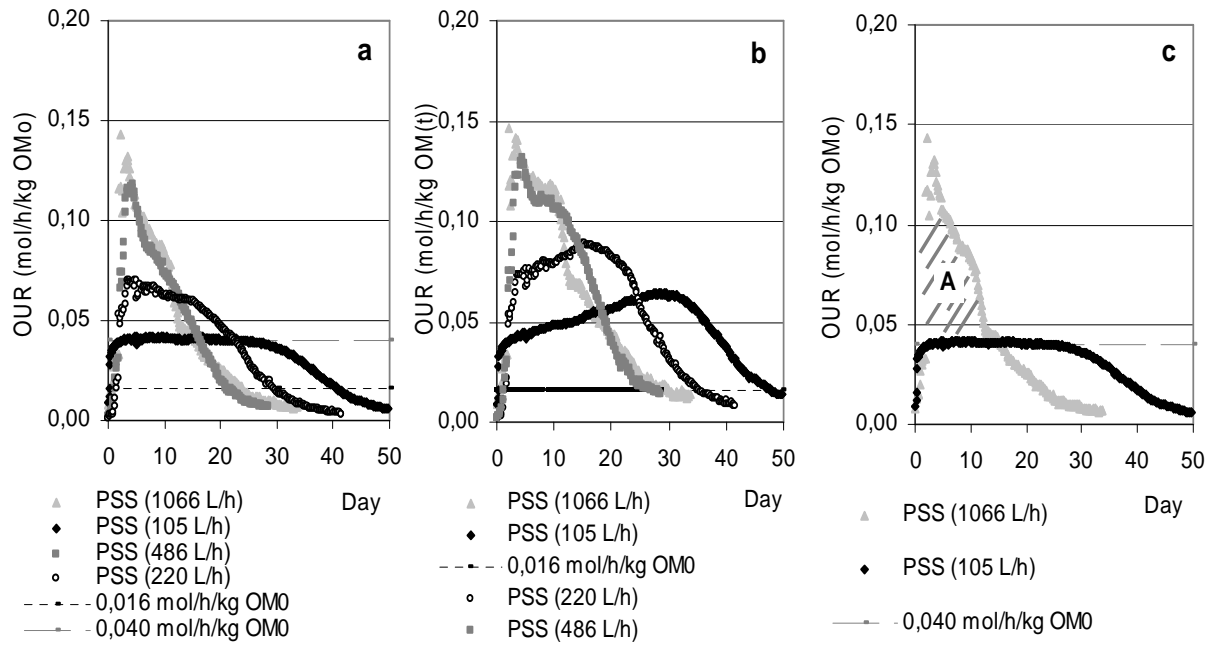 a
0,20
0,15
0,10
0,05
0,00
OUR (mol/h/kg OMo)
0 10 20 30 40 50
Day
PSS (1066 L/h)
PSS (105 L/h)
PSS (486 L/h)
PSS (220 L/h)
0,016 mol/h/kg OM0
0,040 mol/h/kg OM0
b
0,20
0,15
0,10
0,05
0,00
OUR (mol/h/kg OM(t))
0 10 20 30 40 50
Day
PSS (1066 L/h)
PSS (105 L/h)
0,016 mol/h/kg OM0
PSS (220 L/h)
PSS (486 L/h)
c
0,20
0,15
0,10
0,05
0,00
OUR (mol/h/kg OMo)
A
0 10 20 30 40 50
Day
PSS (1066 L/h)
PSS (105 L/h)
0,040 mol/h/kg OM0